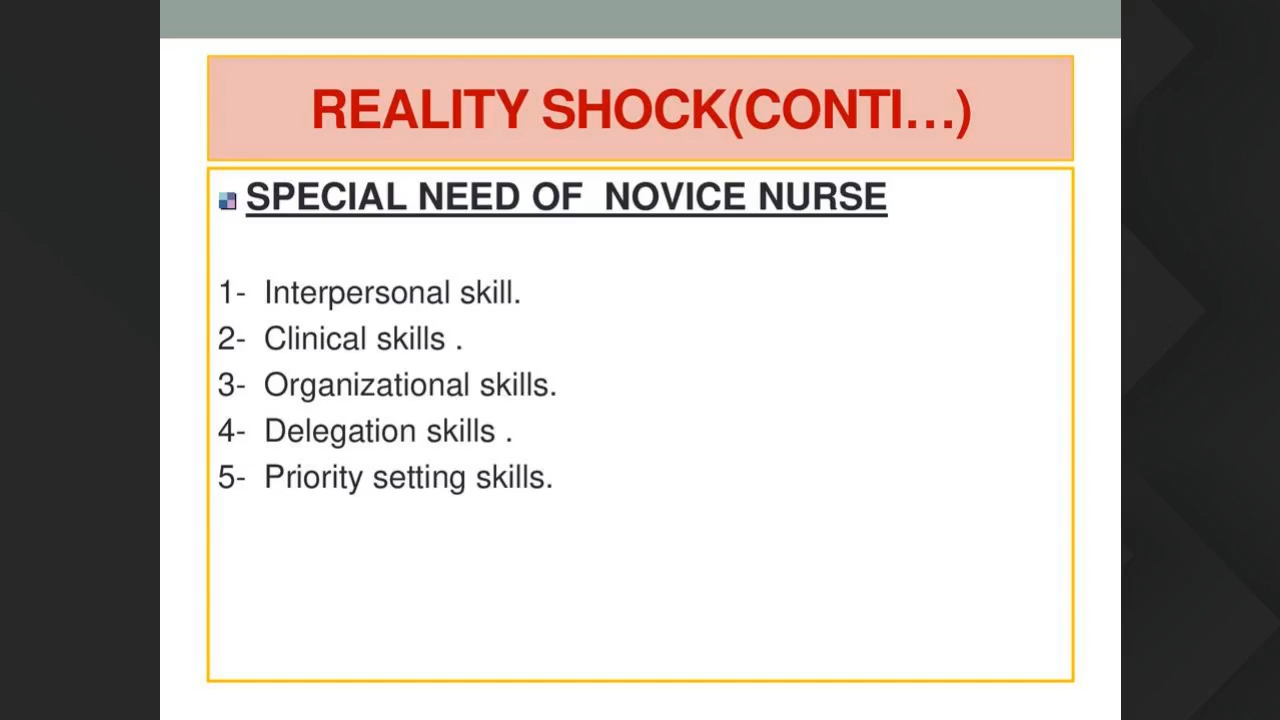 REALITY SHOCK(CONTI...)
SPECIAL NEED OF  NOVICE NURSE
1-  Interpersonal skill.
2-  Clinical skills .
3-  Organizational skills.
4-  Delegation skills .
5-  Priority setting skills.